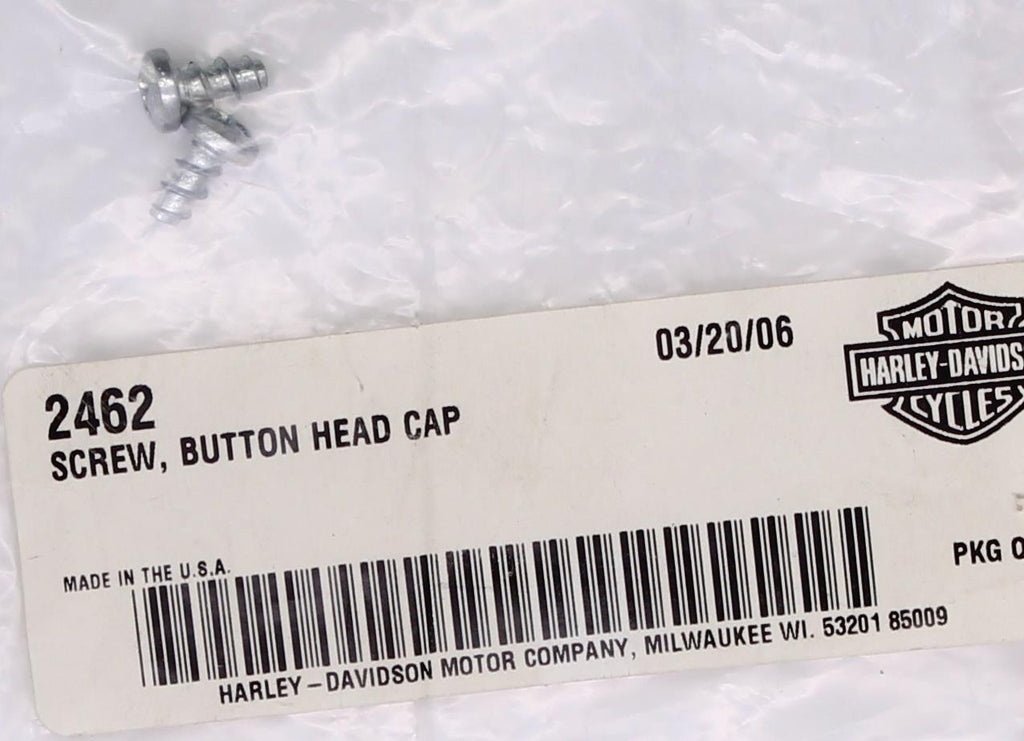 03/20/06
MOTOR
HARLEY-DAVIDS
CYCLES
2462
SCREW, BUTTON HEAD CAP
MADE IN THE U.S.A.
PKG
HARLEY-DAVIDSON MOTOR COMPANY, MILWAUKEE WI. 53201 85009